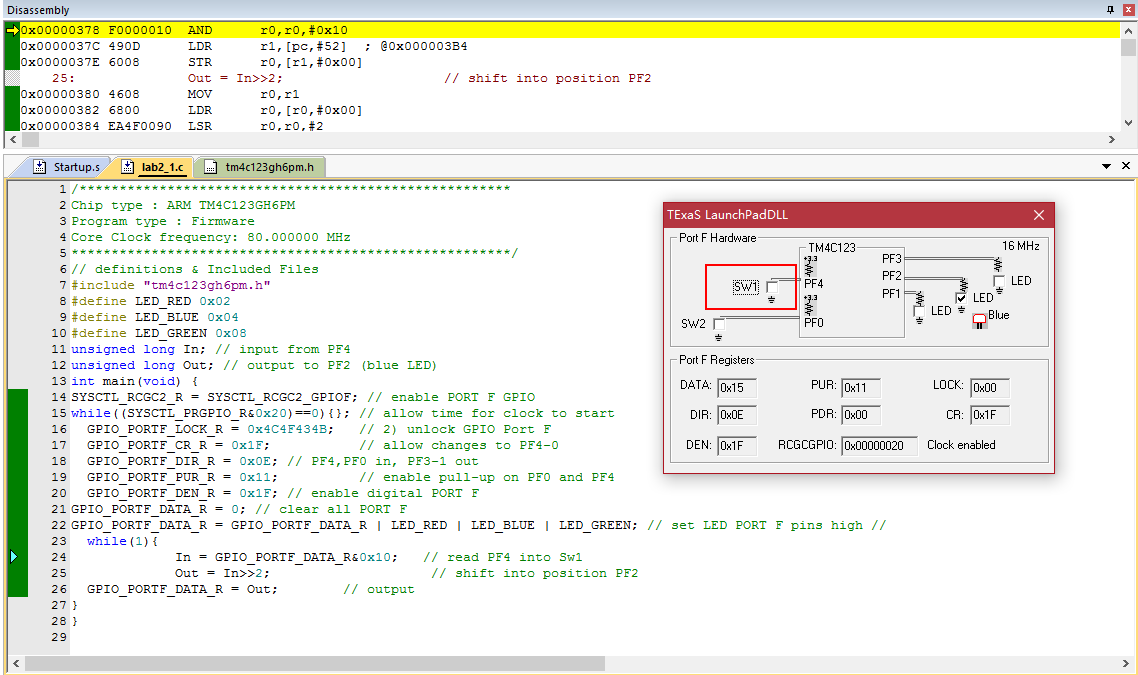 Disassembly
0x00000378 F0000010 AND r0,r0,#0x10
0x0000037C 490D LDR r1,[pc,#52] ; @0x000003B4
0x0000037E 6008 STR r0,[r1,#0x00]
25: Out = In>>2; // shift into position PF2
0x00000380 4608 MOV r0,r1
0x00000382 6800 LDR r0,[r0,#0x00]
0x00000384 EA4F0090 LSR r0,r0,#2
Startup.s lab2_1.c tm4c123gh6pm.h
1 /*******************************************************
2 Chip type : ARM TM4C123GH6PM
3 Program type : Firmware
4 Core Clock frequency: 80.000000 MHz
5 ********************************************************/
6 // definitions & Included Files
7 #include "tm4c123gh6pm.h"
8 #define LED_RED 0x02
9 #define LED_BLUE 0x04
10 #define LED_GREEN 0x08
11 unsigned long In; // input from PF4
12 unsigned long Out; // output to PF2 (blue LED)
13 int main(void) {
14 SYSCTL_RCGC2_R = SYSCTL_RCGC2_GPIOF; // enable PORT F GPIO
15 while((SYSCTL_PRGPIO_R&0x20)==0){}; // allow time for clock to start
16 GPIO_PORTF_LOCK_R = 0x4C4F434B; // 2) unlock GPIO Port F
17 GPIO_PORTF_CR_R = 0x1F; // allow changes to PF4-0
18 GPIO_PORTF_DIR_R = 0x0E; // PF4,PF0 in, PF3-1 out
19 GPIO_PORTF_PUR_R = 0x11; // enable pull-up on PF0 and PF4
20 GPIO_PORTF_DEN_R = 0x1F; // enable digital PORT F
21 GPIO_PORTF_DATA_R = 0; // clear all PORT F
22 GPIO_PORTF_DATA_R = GPIO_PORTF_DATA_R | LED_RED | LED_BLUE | LED_GREEN; // set LED PORT F pins high //
23 while(1){
24 In = GPIO_PORTF_DATA_R&0x10; // read PF4 into Sw1
25 Out = In>>2; // shift into position PF2
26 GPIO_PORTF_DATA_R = Out; // output
27 }
28 }
29
TExaS LaunchPadDLL
Port F Hardware
TM4C123
16 MHz
+3.3
PF3
PF2
LED
SW1
PF4
PF1
LED
+3.3
LED
Blue
SW2
PF0
Port F Registers
DATA: 0x15 PUR: 0x11 LOCK: 0x00
DIR: 0x0E PDR: 0x00 CR: 0x1F
DEN: 0x1F RCGCGPIO: 0x00000020 Clock enabled